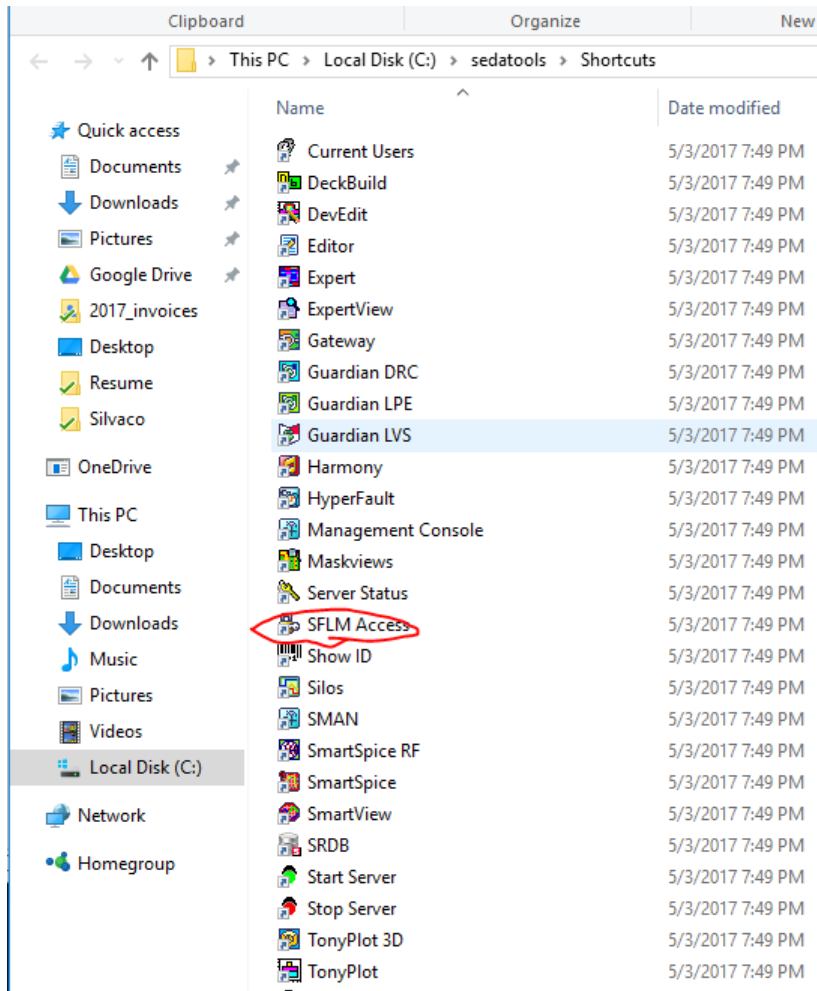 Clipboard Organize New
This PC > Local Disk (C:) > sedatools > Shortcuts
Name Date modified
Quick access
Documents
Downloads
Pictures
Google Drive
2017_invoices
Desktop
Resume
Silvaco
OneDrive
This PC
Desktop
Documents
Downloads
Music
Pictures
Videos
Local Disk (C:)
Network
Homegroup
Current Users 5/3/2017 7:49 PM
DeckBuild 5/3/2017 7:49 PM
DevEdit 5/3/2017 7:49 PM
Editor 5/3/2017 7:49 PM
Expert 5/3/2017 7:49 PM
ExpertView 5/3/2017 7:49 PM
Gateway 5/3/2017 7:49 PM
Guardian DRC 5/3/2017 7:49 PM
Guardian LPE 5/3/2017 7:49 PM
Guardian LVS 5/3/2017 7:49 PM
Harmony 5/3/2017 7:49 PM
HyperFault 5/3/2017 7:49 PM
Management Console 5/3/2017 7:49 PM
Maskviews 5/3/2017 7:49 PM
Server Status 5/3/2017 7:49 PM
SFLM Access 5/3/2017 7:49 PM
Show ID 5/3/2017 7:49 PM
Silos 5/3/2017 7:49 PM
SMAN 5/3/2017 7:49 PM
SmartSpice RF 5/3/2017 7:49 PM
SmartSpice 5/3/2017 7:49 PM
SmartView 5/3/2017 7:49 PM
SRDB 5/3/2017 7:49 PM
Start Server 5/3/2017 7:49 PM
Stop Server 5/3/2017 7:49 PM
TonyPlot 3D 5/3/2017 7:49 PM
TonyPlot 5/3/2017 7:49 PM